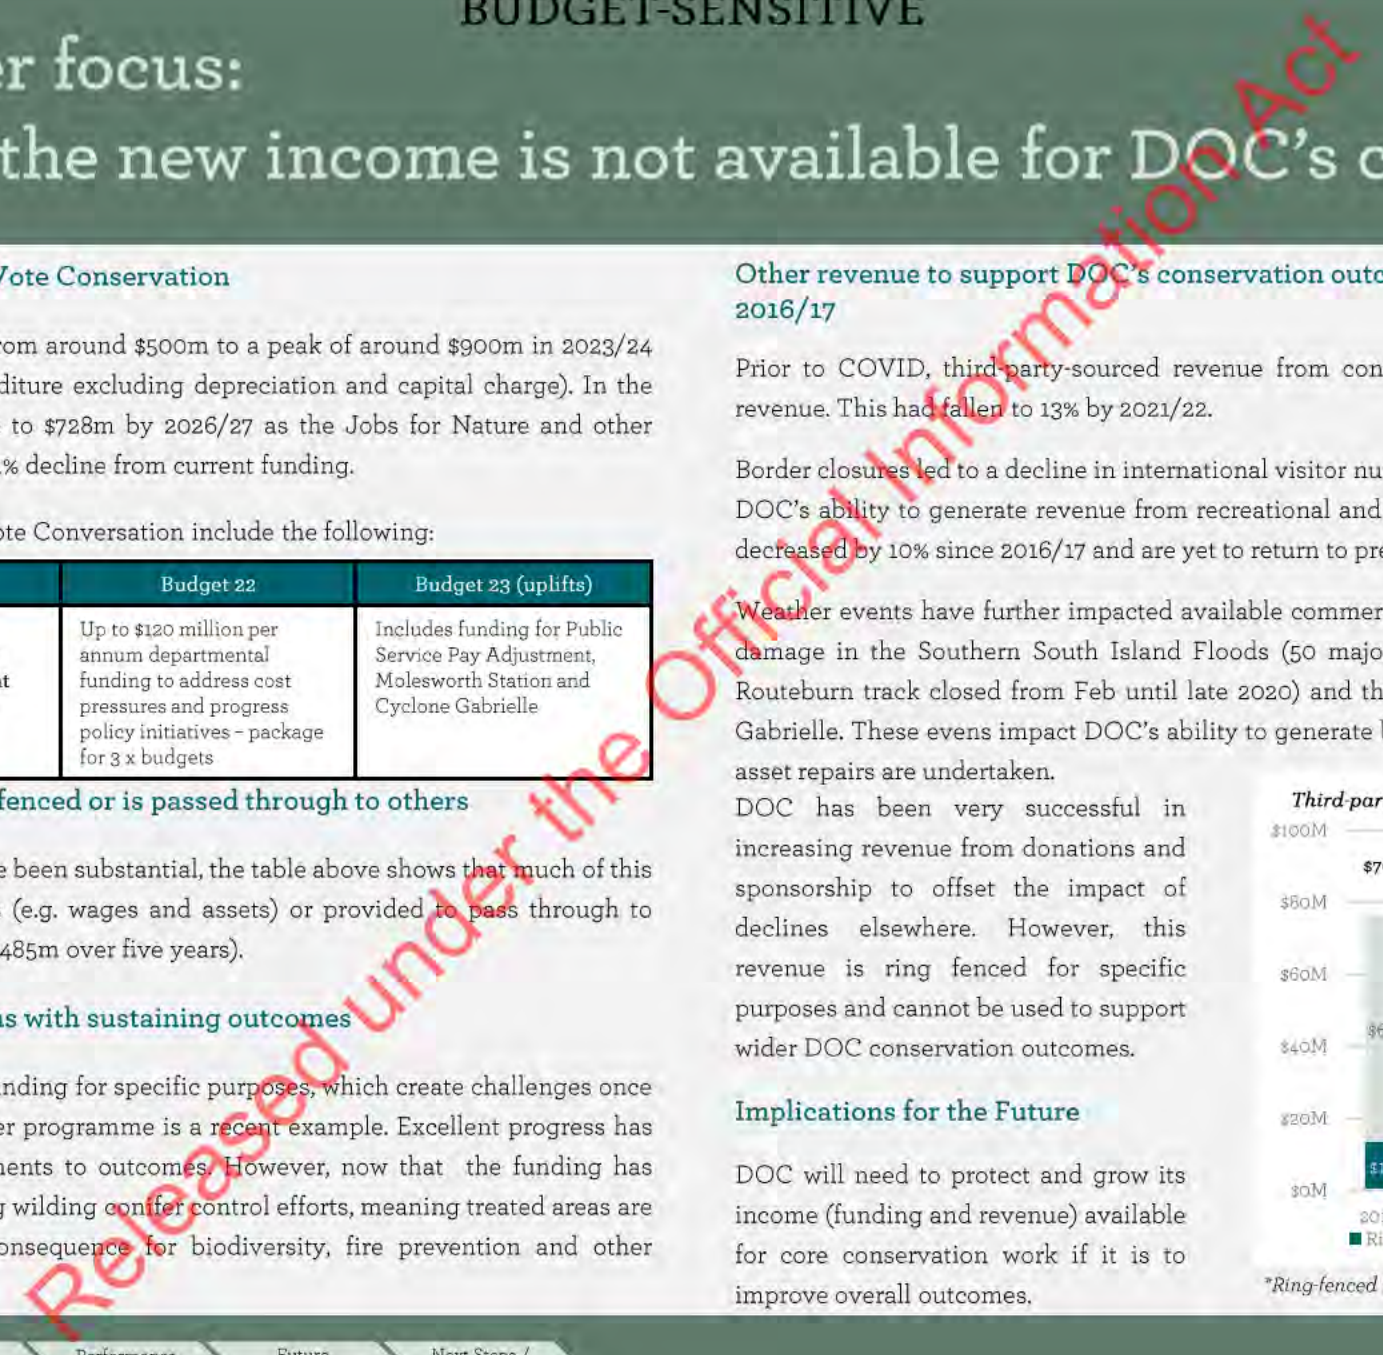 BUDGET-SENSITIVE
er focus:
the new income is not available for DOC's c
Vote Conservation
rom around $500m to a peak of around $900m in 2023/24
diture excluding depreciation and capital charge). In the
to $728m by 2026/27 as the Jobs for Nature and other
% decline from current funding.
ote Conversation include the following:
Budget 22
Budget 23 (uplifts)
Up to $120 million per
annum departmental
funding to address cost
pressures and progress
policy initiatives – package
for 3 x budgets
Includes funding for Public
Service Pay Adjustment,
Molesworth Station and
Cyclone Gabrielle
fenced or is passed through to others
e been substantial, the table above shows that much of this
(e.g. wages and assets) or provided to pass through to
485m over five years).
ns with sustaining outcomes
nding for specific purposes, which create challenges once
er programme is a recent example. Excellent progress has
nents to outcomes. However, now that the funding has
g wilding conifer control efforts, meaning treated areas are
onsequence for biodiversity, fire prevention and other
Other revenue to support DOC's conservation outc
2016/17
Prior to COVID, third-party-sourced revenue from con
revenue. This had fallen to 13% by 2021/22.
Border closures led to a decline in international visitor nu
DOC's ability to generate revenue from recreational and
decreased by 10% since 2016/17 and are yet to return to pre
Weather events have further impacted available commer
damage in the Southern South Island Floods (50 majo
Routeburn track closed from Feb until late 2020) and th
Gabrielle. These evens impact DOC's ability to generate
asset repairs are undertaken.
DOC has been very successful in
increasing revenue from donations and
sponsorship to offset the impact of
declines elsewhere. However, this
revenue is ring fenced for specific
purposes and cannot be used to support
wider DOC conservation outcomes.
Implications for the Future
DOC will need to protect and grow its
income (funding and revenue) available
for core conservation work if it is to
improve overall outcomes.
Third-par
$100M
$7
$80M
$60M
$6
$40M
$20M
$1
$0M
201
Ri
*Ring-fenced
Performance
Future
Next Steps /
Released under the Official Information Act